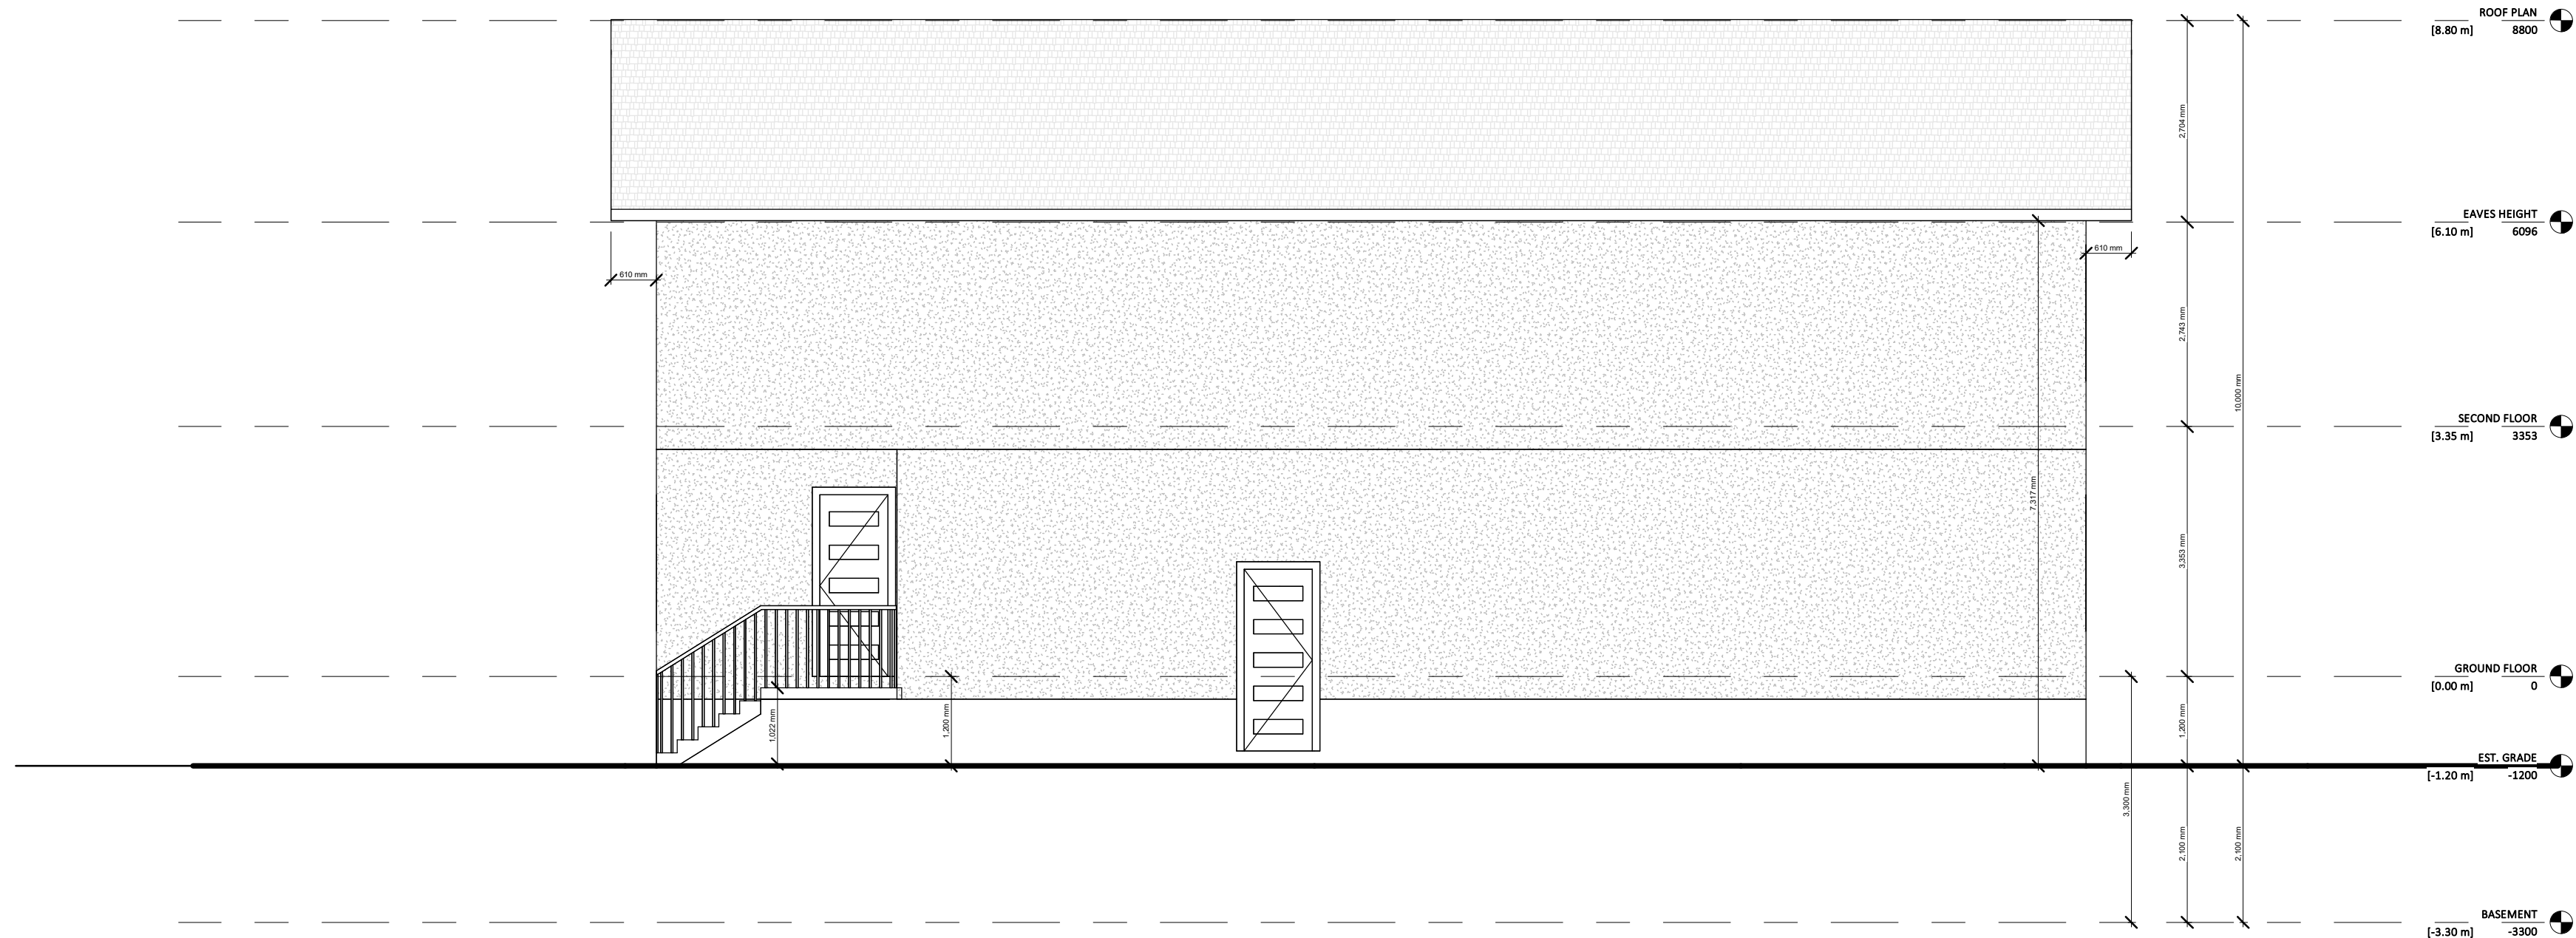 ROOF PLAN
[8.80 m] 8800
2,704 mm
EAVES HEIGHT
[6.10 m] 6096
610 mm
610 mm
2,743 mm
10,000 mm
SECOND FLOOR
[3.35 m] 3353
7,317 mm
3,353 mm
GROUND FLOOR
[0.00 m] 0
1,022 mm
1,200 mm
1,200 mm
EST. GRADE
[-1.20 m] -1200
3,300 mm
2,100 mm
2,100 mm
BASEMENT
[-3.30 m] -3300